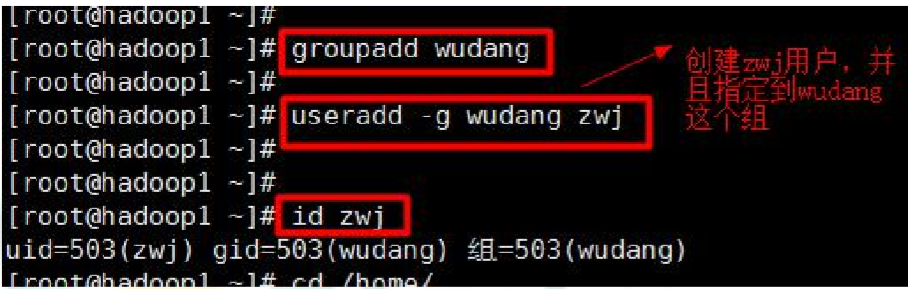 [root@hadoop1 ~]#
[root@hadoop1 ~]# groupadd wudang
[root@hadoop1 ~]#
[root@hadoop1 ~]# useradd -g wudang zwj
[root@hadoop1 ~]#
[root@hadoop1 ~]#
[root@hadoop1 ~]# id zwj
uid=503(zwj) gid=503(wudang) 组=503(wudang)
[root@hadoop1 ~]# cd /home/
创建zwj用户，并
且指定到wudang
这个组